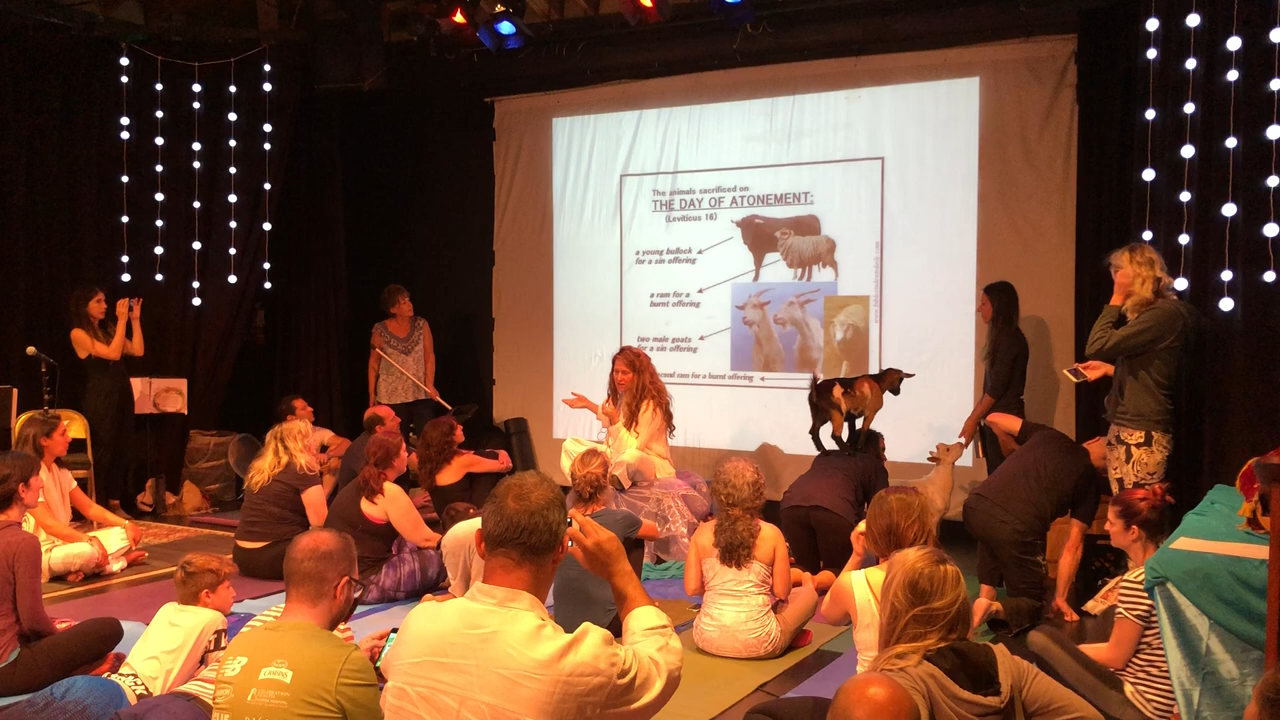 The animals sacrificed on
THE DAY OF ATONEMENT:
(Leviticus 16)
a young bullock
for a sin offering
a ram for a
burnt offering
two male goats
for a sin offering
second ram for a burnt offering